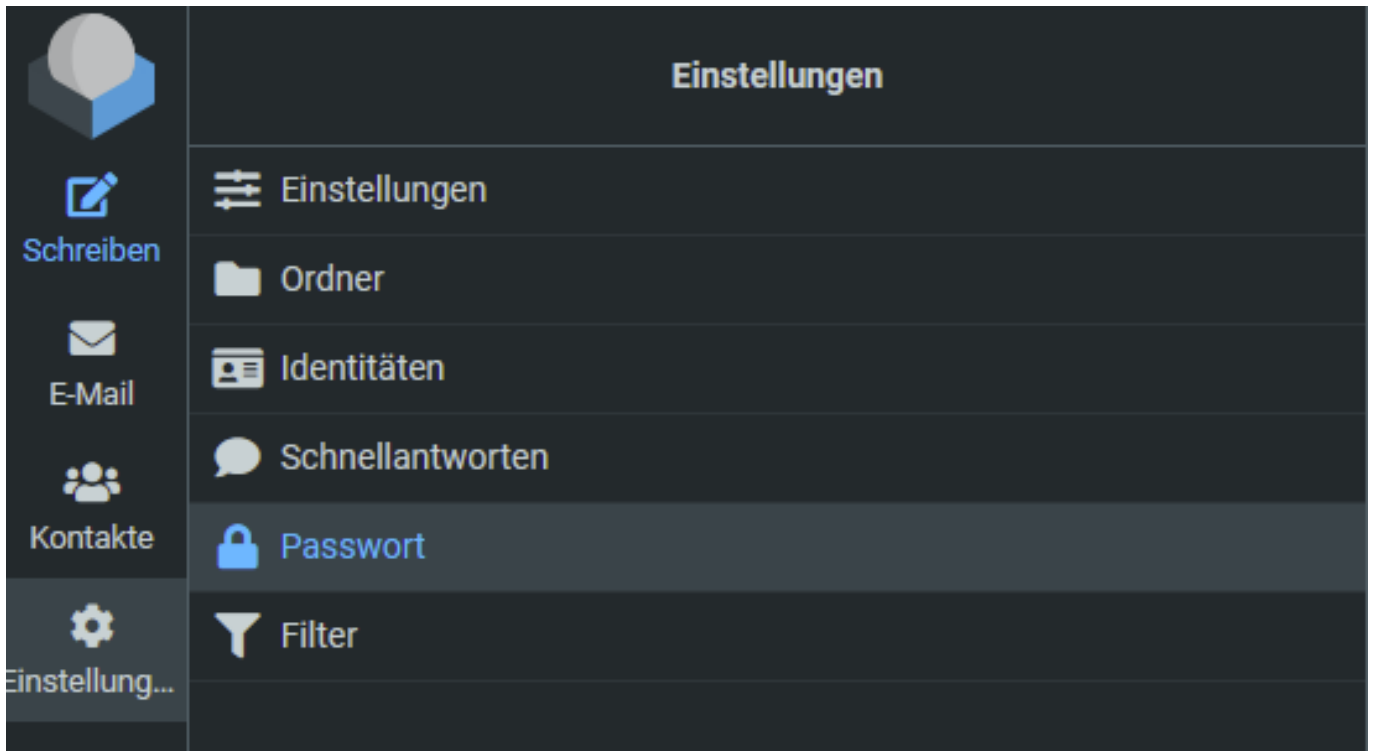 Einstellungen
Schreiben
E-Mail
Kontakte
Einstellung...
Einstellungen
Ordner
Identitäten
Schnellantworten
Passwort
Filter